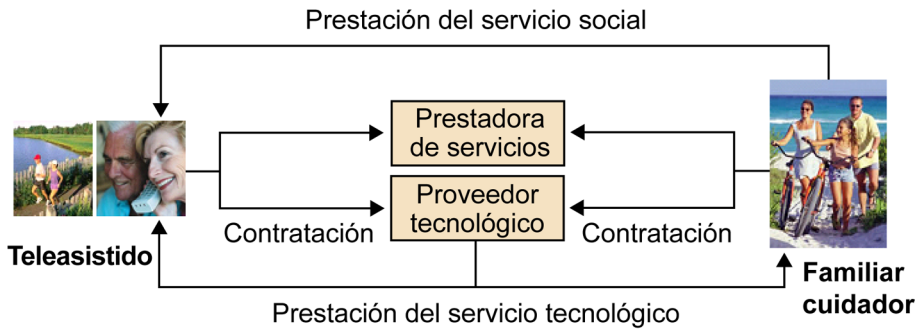 Prestación del servicio social
Prestadora
de servicios
Proveedor
tecnológico
Contratación
Contratación
Teleasistido
Familiar
cuidador
Prestación del servicio tecnológico